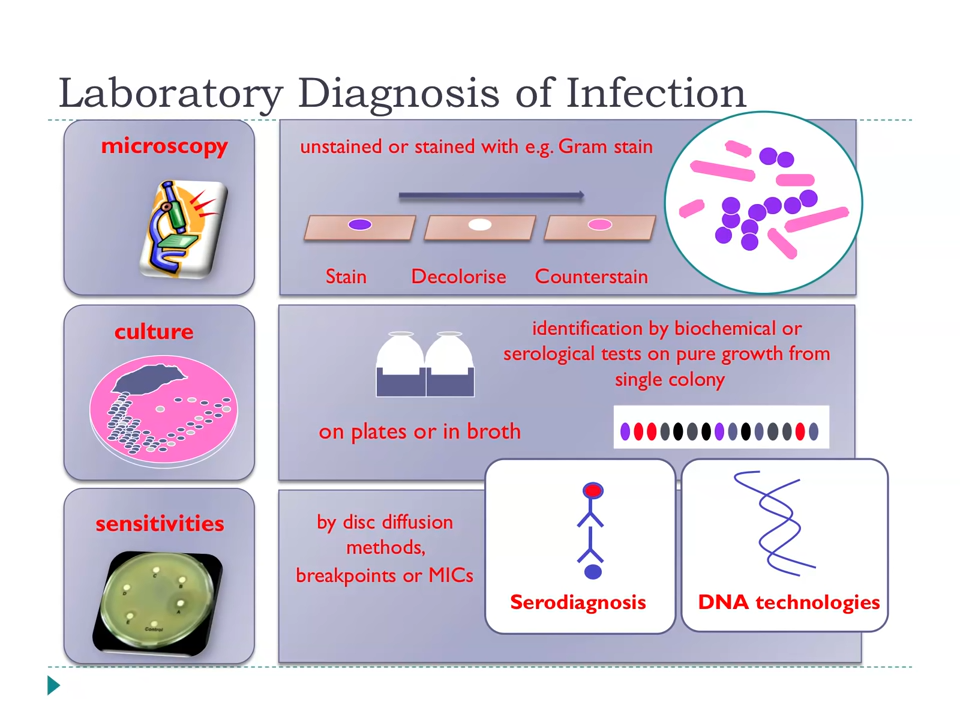 Laboratory Diagnosis of Infection
microscopy
unstained or stained with e.g. Gram stain
Stain
Decolorise
Counterstain
culture
identification by biochemical or
serological tests on pure growth from
single colony
on plates or in broth
sensitivities
by disc diffusion
methods,
breakpoints or MICs
Control
Serodiagnosis
DNA technologies